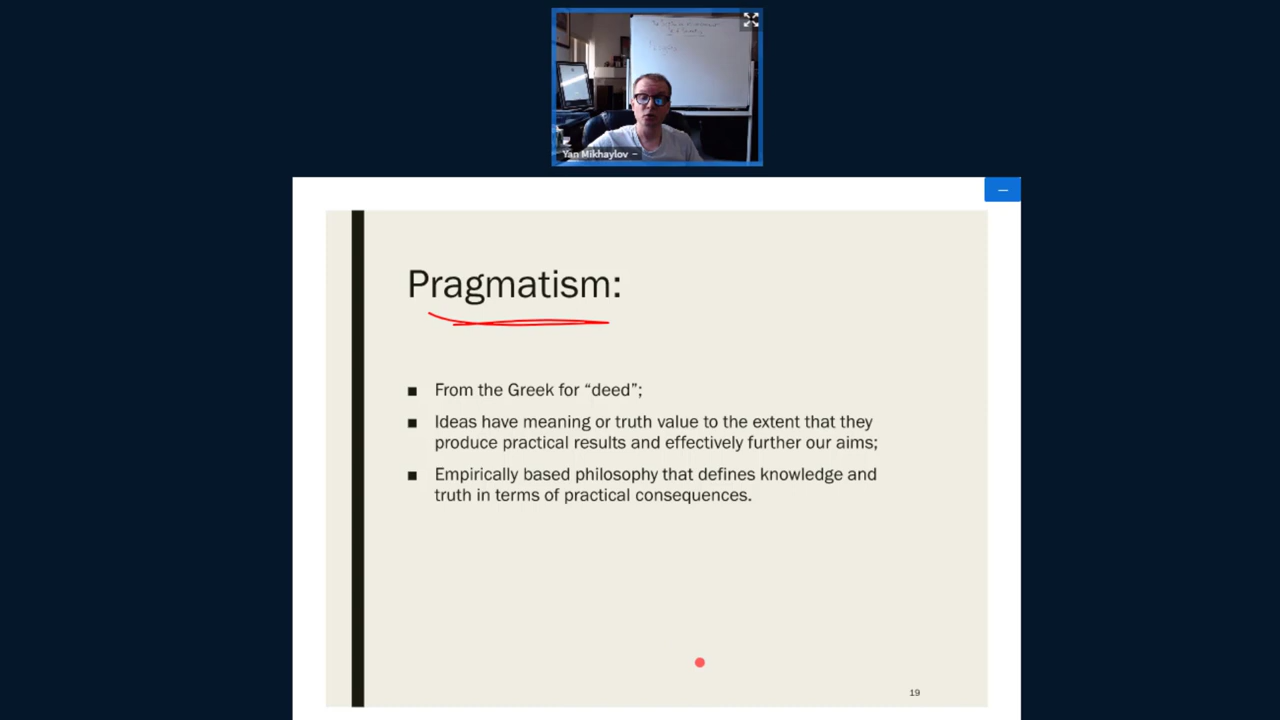 Yan Mikhaylov
Pragmatism:
■ From the Greek for “deed”;
■ Ideas have meaning or truth value to the extent that they
produce practical results and effectively further our aims;
■ Empirically based philosophy that defines knowledge and
truth in terms of practical consequences.
19